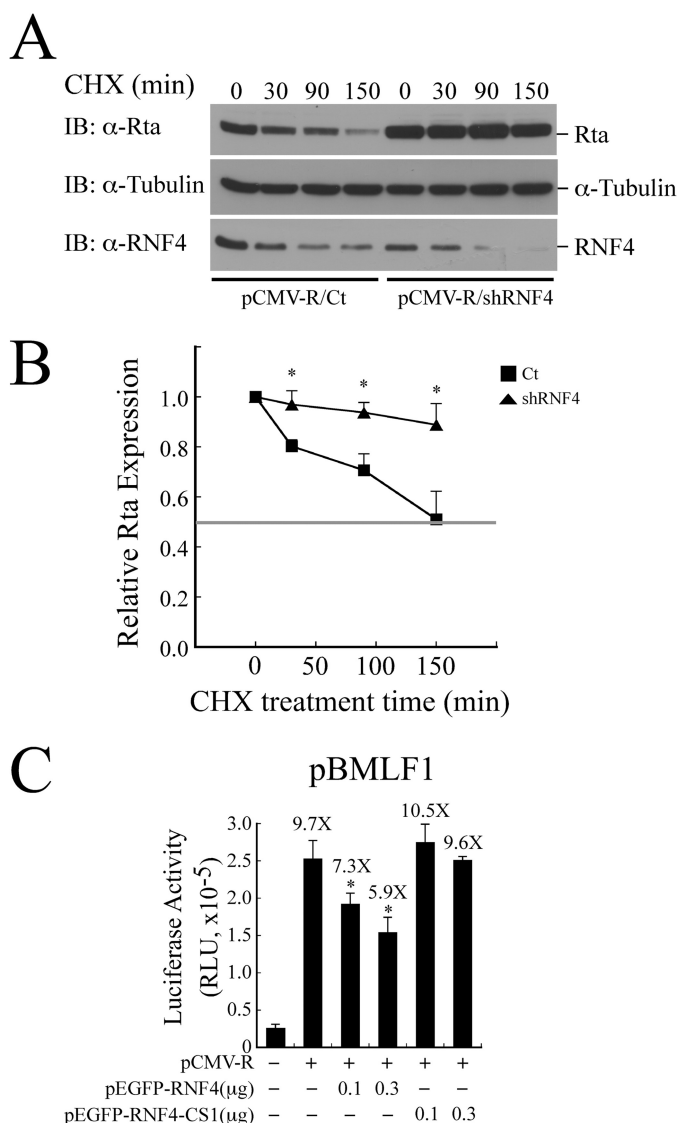 A
CHX (min) 0 30 90 150 0 30 90 150
IB: α-Rta Rta
IB: α-Tubulin α-Tubulin
IB: α-RNF4 RNF4
pCMV-R/Ct pCMV-R/shRNF4
B
Relative Rta Expression
1.0
0.8
0.6
0.4
0.2
0.0
* * *
Ct
shRNF4
0 50 100 150
CHX treatment time (min)
C
pBMLF1
Luciferase Activity
(RLU, x10-5)
3.0
2.5
2.0
1.5
1.0
0.5
0
9.7X 7.3X 5.9X 10.5X 9.6X
* *
pCMV-R − + + + + +
pEGFP-RNF4(μg) − − 0.1 0.3 − −
pEGFP-RNF4-CS1(μg) − − − − 0.1 0.3